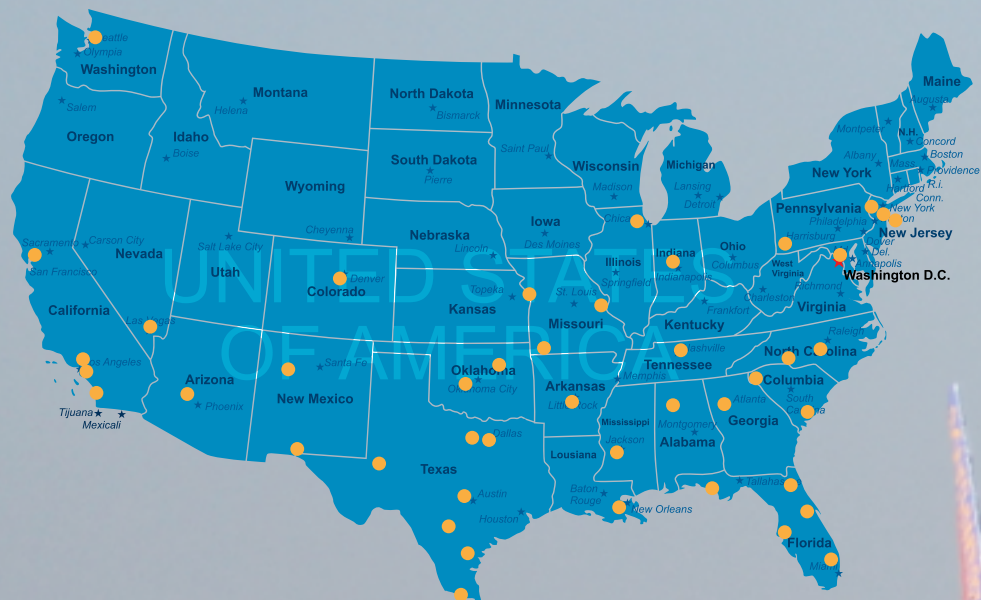 UNITED STATES
OF AMERICA
Seattle
Olympia
Washington
Salem
Oregon
Idaho
Boise
Montana
Helena
North Dakota
Bismarck
South Dakota
Pierre
Minnesota
Saint Paul
Wisconsin
Madison
Michigan
Lansing
Detroit
Maine
Augusta
Montpeier
N.H.
Concord
Boston
Albany
Mass
Providence
R.i.
Hartford
Conn.
New York
New York
Pennsylvania
Philadelphia
Harrisburg
New Jersey
Dover
Del.
Annapolis
Washington D.C.
Wyoming
Cheyenna
Nebraska
Lincoln
Iowa
Des Moines
Illinois
Springfield
Indiana
Indianapolis
Ohio
Columbus
West
Virginia
Charleston
Richmond
Virginia
Sacrameno
Carson City
San Francisco
Nevada
Salt Lake City
Utah
Denver
Colorado
Topeka
Kansas
St. Louis
Missouri
Frankfort
Kentucky
California
Las Vegas
Los Angeles
Tijuana
Mexicali
Arizona
Phoenix
Santa Fe
New Mexico
Oklahoma
Oklahoma City
Arkansas
Little Rock
Memphis
Nashville
Tennessee
Raleigh
North Carolina
Columbia
South
Carolina
Atlanta
Georgia
Mississippi
Jackson
Montgomery
Alabama
Lousiana
Baton
Rouge
New Orleans
Dallas
Texas
Austin
Houston
Tallahas
Florida
Miami